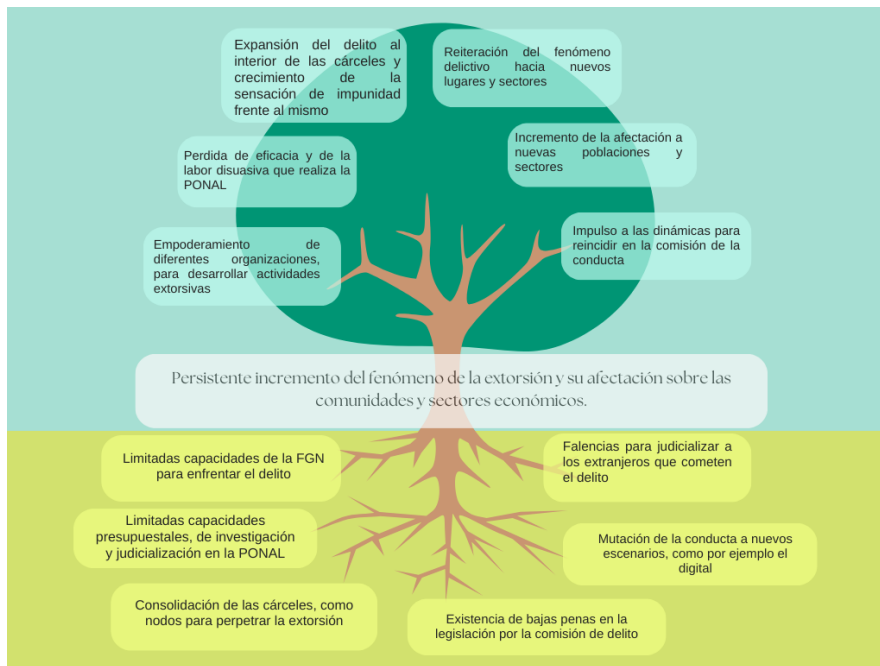 Expansión del delito al
interior de las cárceles y
crecimiento de la
sensación de impunidad
frente al mismo
Reiteración del fenómeno
delictivo hacia nuevos
lugares y sectores
Perdida de eficacia y de la
labor disuasiva que realiza la
PONAL
Incremento de la afectación a
nuevas poblaciones y
sectores
Empoderamiento de
diferentes organizaciones,
para desarrollar actividades
extorsivas
Impulso a las dinámicas para
reincidir en la comisión de la
conducta
Persistente incremento del fenómeno de la extorsión y su afectación sobre las
comunidades y sectores económicos.
Limitadas capacidades de la FGN
para enfrentar el delito
Falencias para judicializar a
los extranjeros que cometen
el delito
Limitadas capacidades
presupuestales, de investigación
y judicialización en la PONAL
Mutación de la conducta a nuevos
escenarios, como por ejemplo el
digital
Consolidación de las cárceles, como
nodos para perpetrar la extorsión
Existencia de bajas penas en la
legislación por la comisión de delito